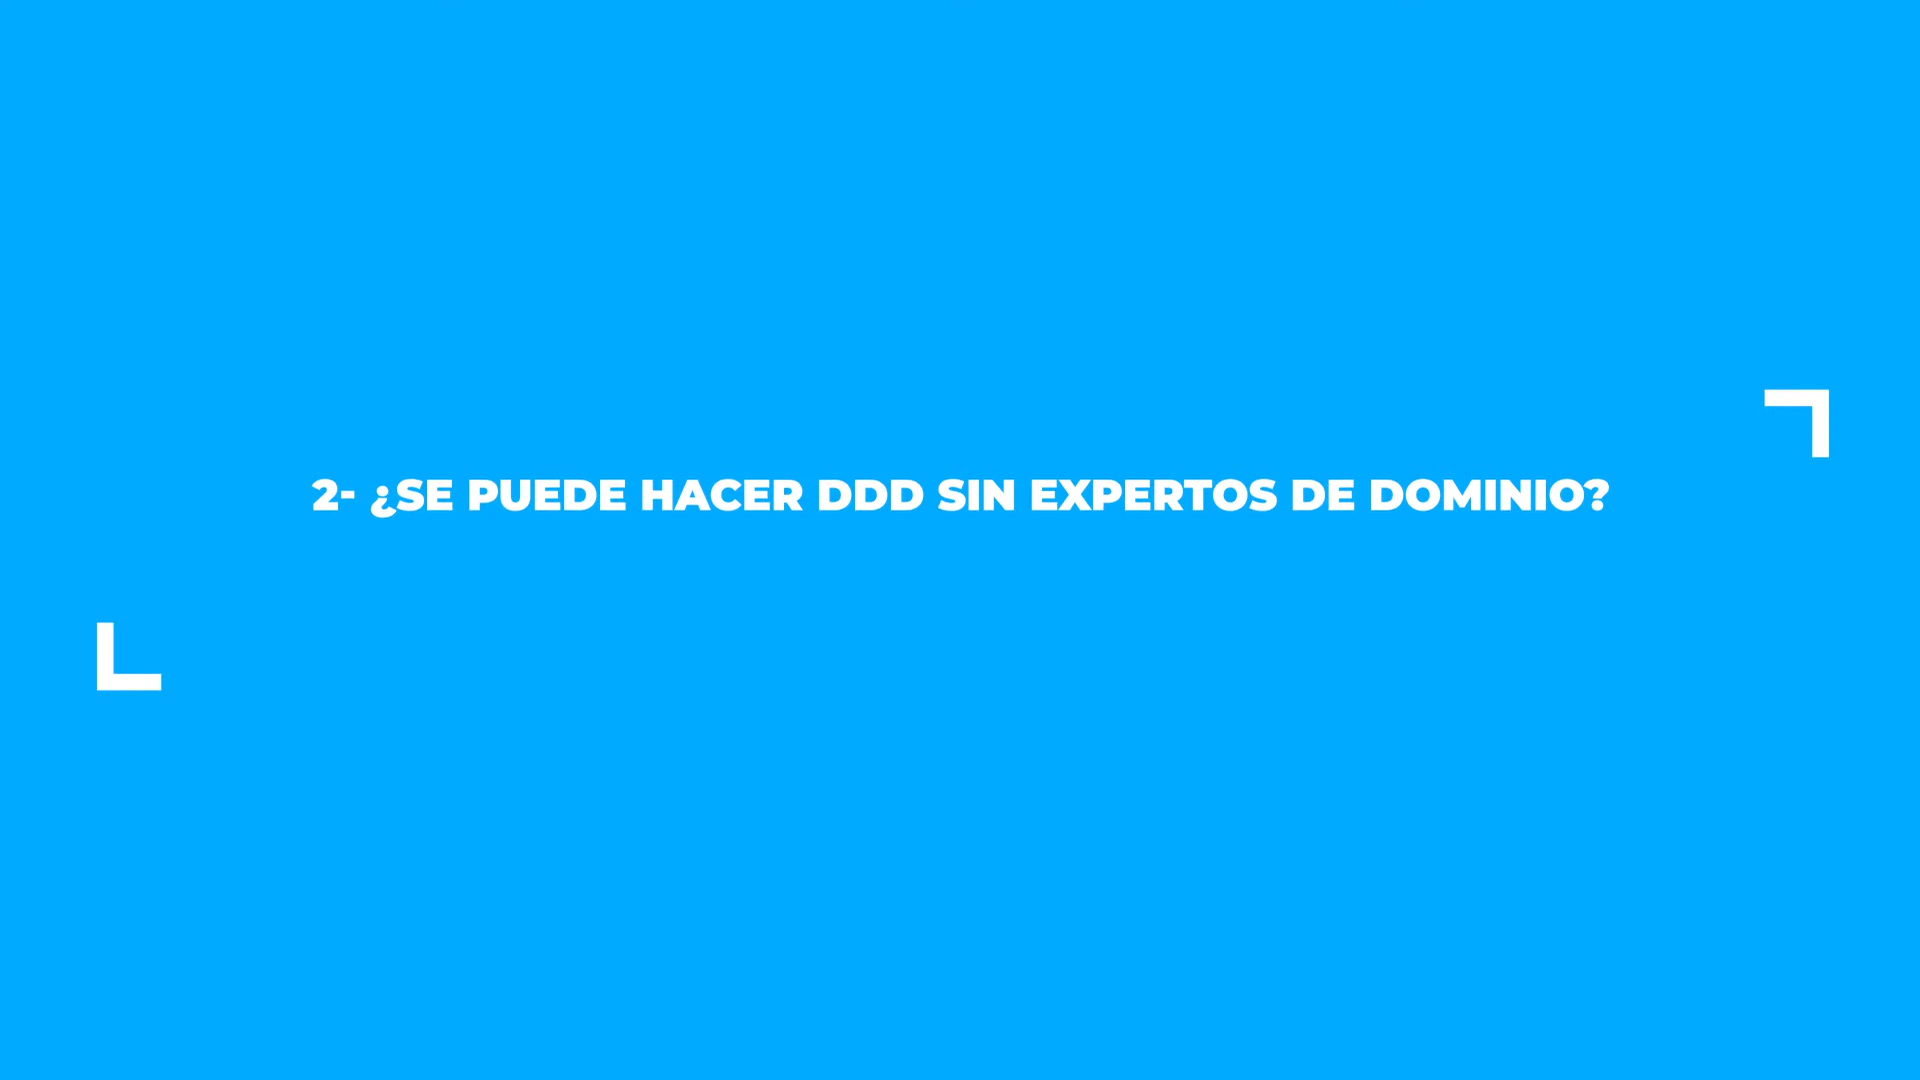 2- ¿SE PUEDE HACER DDD SIN EXPERTOS DE DOMINIO?